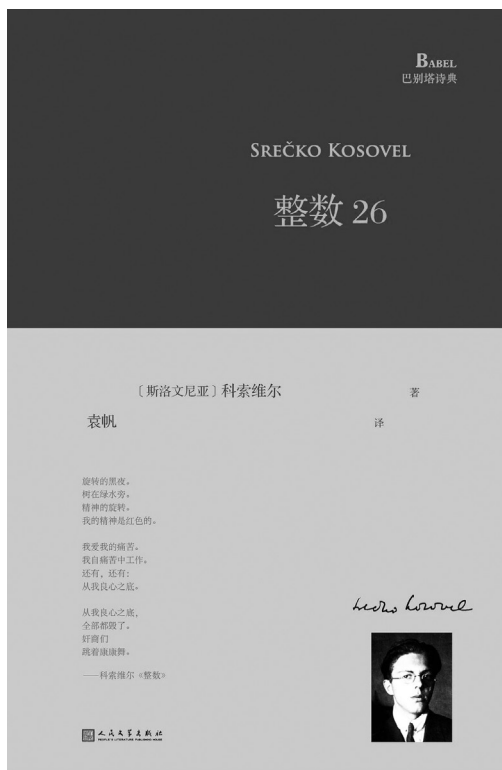 BABEL
巴别塔诗典
SREČKO KOSOVEL
整数 26
〔斯洛文尼亚〕科索维尔 著
袁帆 译
旋转的黑夜。
树在绿水旁。
精神的旋转。
我的精神是红色的。
我爱我的痛苦。
我自痛苦中工作。
还有，还有：
从我良心之底。
从我良心之底，
全部都毁了。
奸商们
跳着康康舞。
——科索维尔《整数》
Srečko Kosovel
人民文学出版社
PEOPLE'S LITERATURE PUBLISHING HOUSE